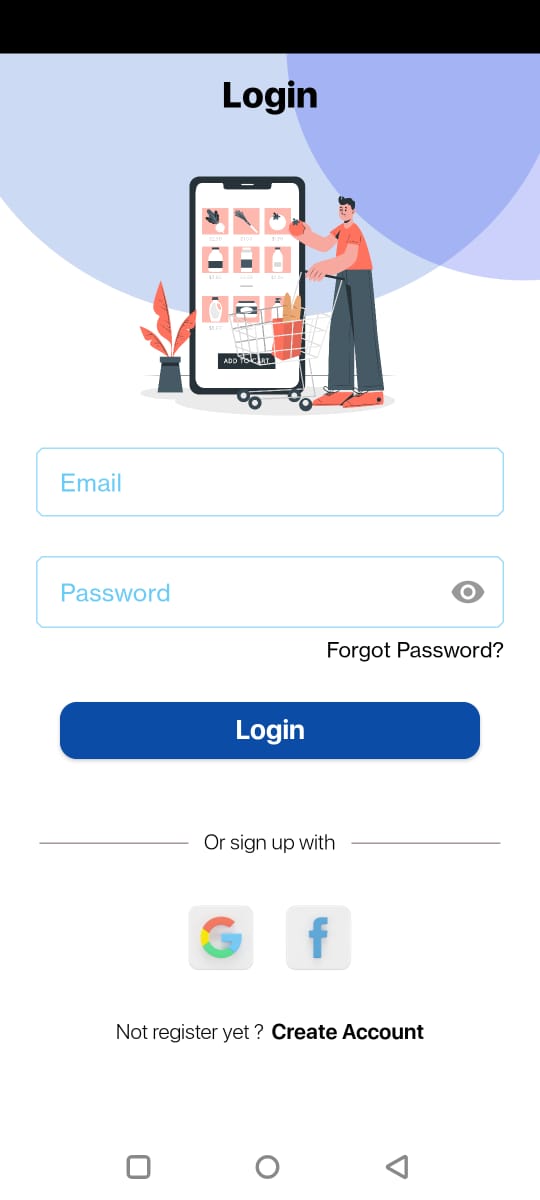 Login
ADD TO CART
Email
Password
Forgot Password?
Login
Or sign up with
Not register yet ? Create Account